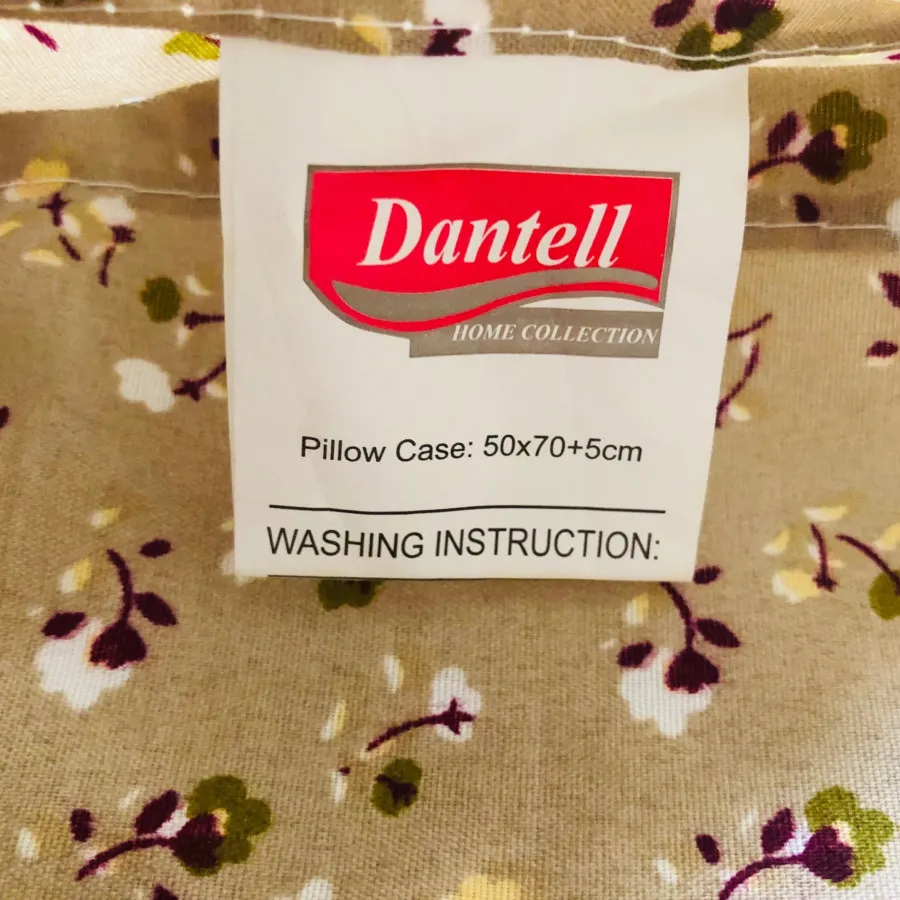 Dantell
HOME COLLECTION
Pillow Case: 50x70+5cm
WASHING INSTRUCTION: